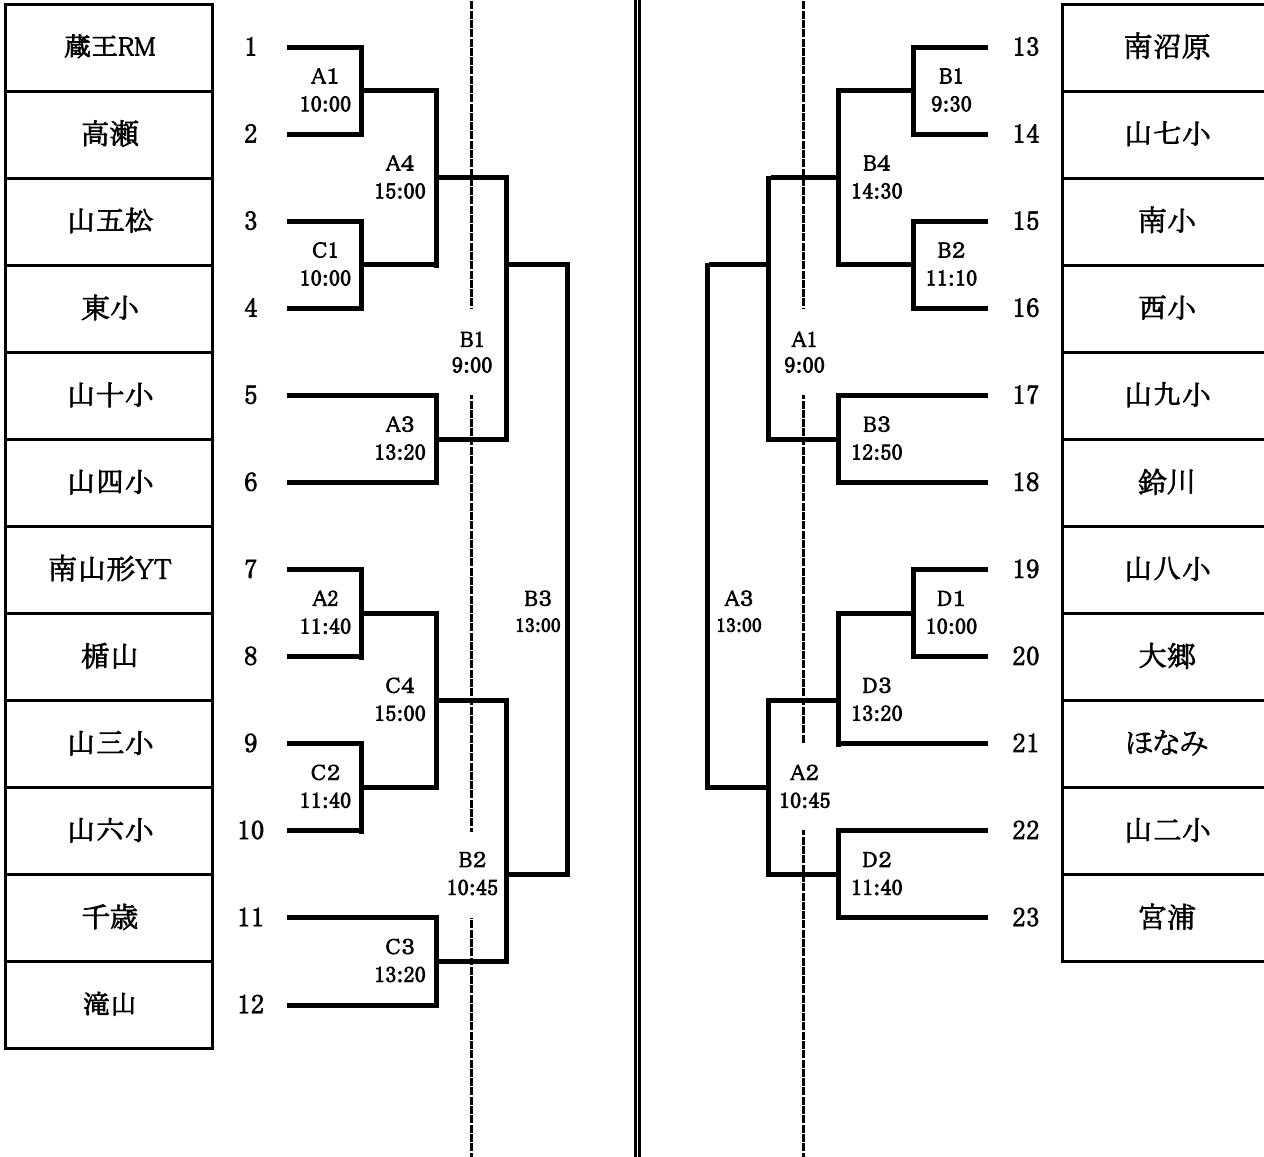 蔵王RM
1
高瀬
2
A1
10:00
山五松
3
東小
4
C1
10:00
A4
15:00
山十小
5
山四小
6
A3
13:20
B1
9:00
南山形YT
7
楯山
8
A2
11:40
山三小
9
山六小
10
C2
11:40
C4
15:00
千歳
11
滝山
12
C3
13:20
B2
10:45
B3
13:00
13
南沼原
14
山七小
B1
9:30
15
南小
16
西小
B2
11:10
B4
14:30
17
山九小
18
鈴川
B3
12:50
A1
9:00
19
山八小
20
大郷
D1
10:00
21
ほなみ
D3
13:20
22
山二小
23
宮浦
D2
11:40
A2
10:45
A3
13:00